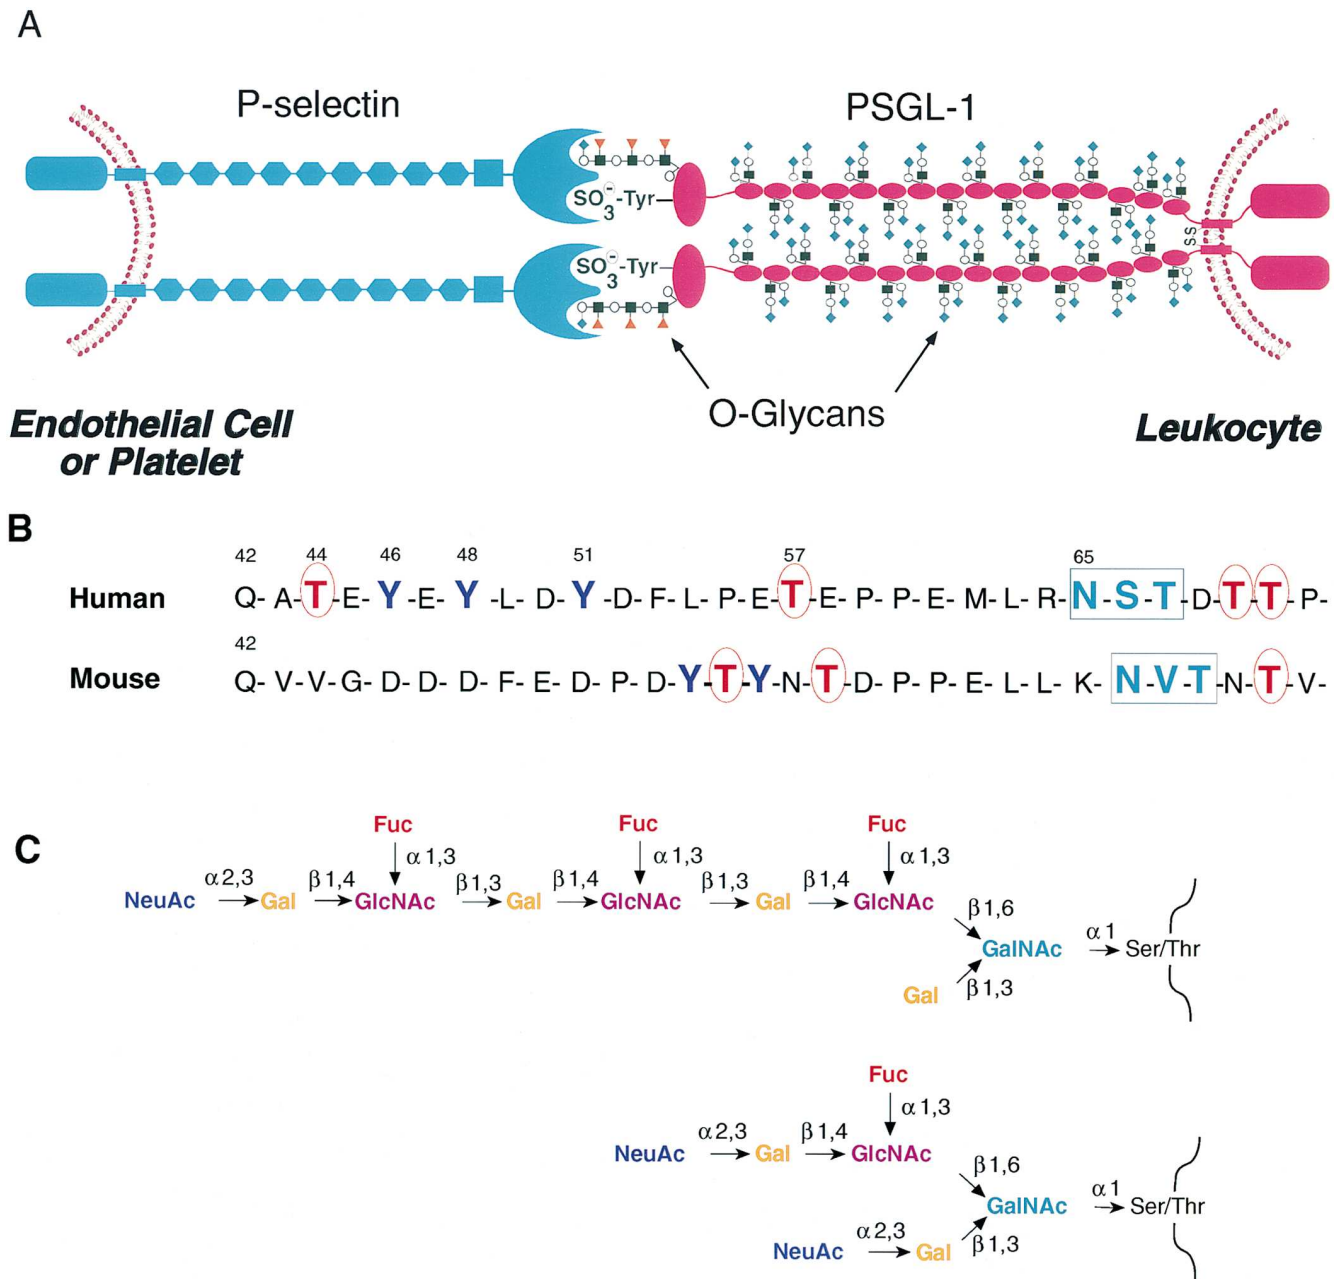 A
P-selectin
PSGL-1
SO3⊖-Tyr
SS
SO3⊖-Tyr
O-Glycans
Endothelial Cell
or Platelet
Leukocyte
B
42 44 46 48 51 57 65
Human Q- A- T -E- Y -E- Y -L- D- Y -D- F- L- P- E- T -E- P- P- E- M- L- R- N -S- T -D- T T -P-
42
Mouse Q- V- V- G- D- D- D- F- E- D- P- D- Y -T- Y -N- T -D- P- P- E- L- L- K- N -V- T -N- T -V-
C
Fuc Fuc Fuc
α1,3 α1,3 α1,3
α2,3 β1,4 β1,3 β1,4 β1,3 β1,4
NeuAc Gal GlcNAc Gal GlcNAc Gal GlcNAc
β1,6
α1
GalNAc Ser/Thr
Gal β1,3
Fuc
α1,3
α2,3 β1,4
NeuAc Gal GlcNAc
β1,6
α1
GalNAc Ser/Thr
α2,3
NeuAc Gal β1,3